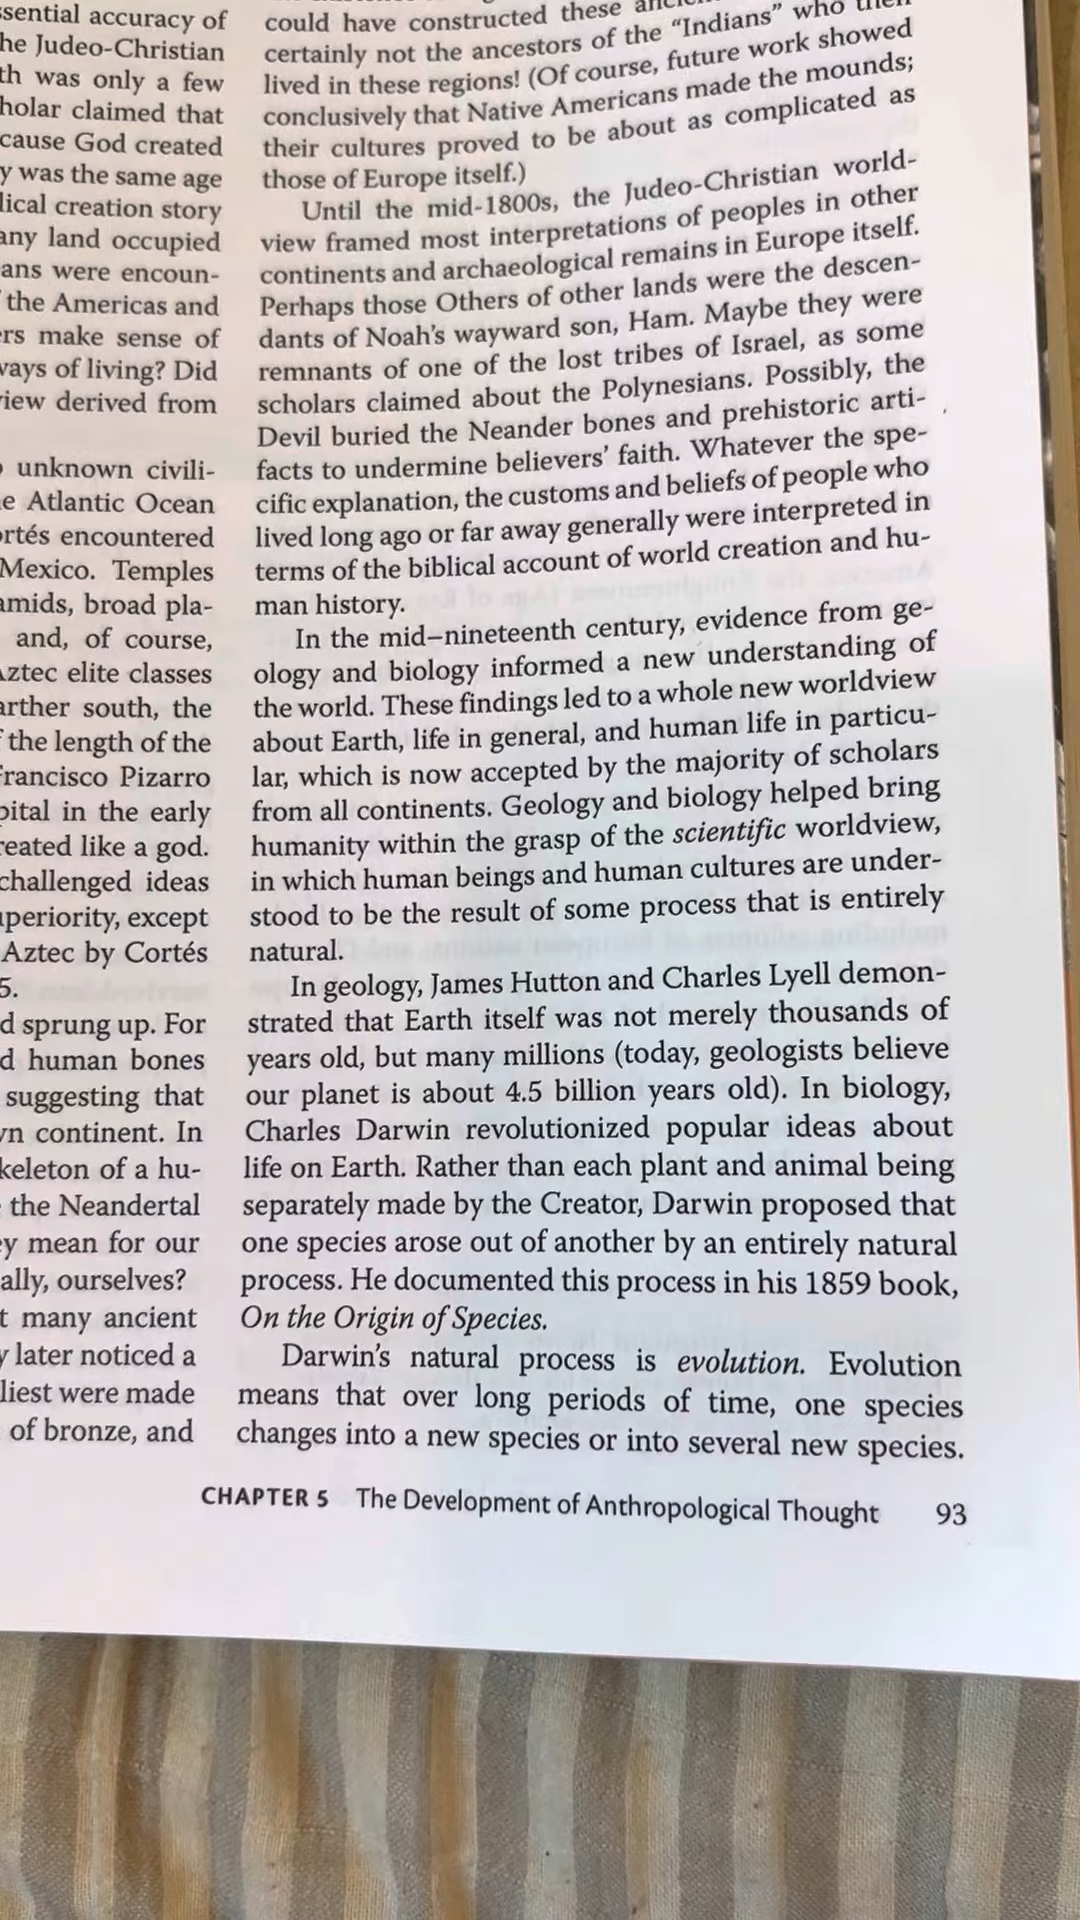 ssential accuracy of
he Judeo-Christian
th was only a few
holar claimed that
cause God created
y was the same age
lical creation story
any land occupied
ans were encoun-
the Americas and
ers make sense of
ways of living? Did
view derived from
unknown civili-
e Atlantic Ocean
ortés encountered
Mexico. Temples
amids, broad pla-
and, of course,
Aztec elite classes
arther south, the
f the length of the
Francisco Pizarro
pital in the early
reated like a god.
challenged ideas
uperiority, except
Aztec by Cortés
5.
d sprung up. For
d human bones
suggesting that
wn continent. In
keleton of a hu-
the Neandertal
ey mean for our
ally, ourselves?
t many ancient
y later noticed a
liest were made
of bronze, and
could have constructed these
certainly not the ancestors of the “Indians” who then
lived in these regions! (Of course, future work showed
conclusively that Native Americans made the mounds;
their cultures proved to be about as complicated as
those of Europe itself.)
Until the mid-1800s, the Judeo-Christian world-
view framed most interpretations of peoples in other
continents and archaeological remains in Europe itself.
Perhaps those Others of other lands were the descen-
dants of Noah’s wayward son, Ham. Maybe they were
remnants of one of the lost tribes of Israel, as some
scholars claimed about the Polynesians. Possibly, the
Devil buried the Neander bones and prehistoric arti-
facts to undermine believers’ faith. Whatever the spe-
cific explanation, the customs and beliefs of people who
lived long ago or far away generally were interpreted in
terms of the biblical account of world creation and hu-
man history.
In the mid–nineteenth century, evidence from ge-
ology and biology informed a new understanding of
the world. These findings led to a whole new worldview
about Earth, life in general, and human life in particu-
lar, which is now accepted by the majority of scholars
from all continents. Geology and biology helped bring
humanity within the grasp of the scientific worldview,
in which human beings and human cultures are under-
stood to be the result of some process that is entirely
natural.
In geology, James Hutton and Charles Lyell demon-
strated that Earth itself was not merely thousands of
years old, but many millions (today, geologists believe
our planet is about 4.5 billion years old). In biology,
Charles Darwin revolutionized popular ideas about
life on Earth. Rather than each plant and animal being
separately made by the Creator, Darwin proposed that
one species arose out of another by an entirely natural
process. He documented this process in his 1859 book,
On the Origin of Species.
Darwin’s natural process is evolution. Evolution
means that over long periods of time, one species
changes into a new species or into several new species.
CHAPTER 5 The Development of Anthropological Thought 93